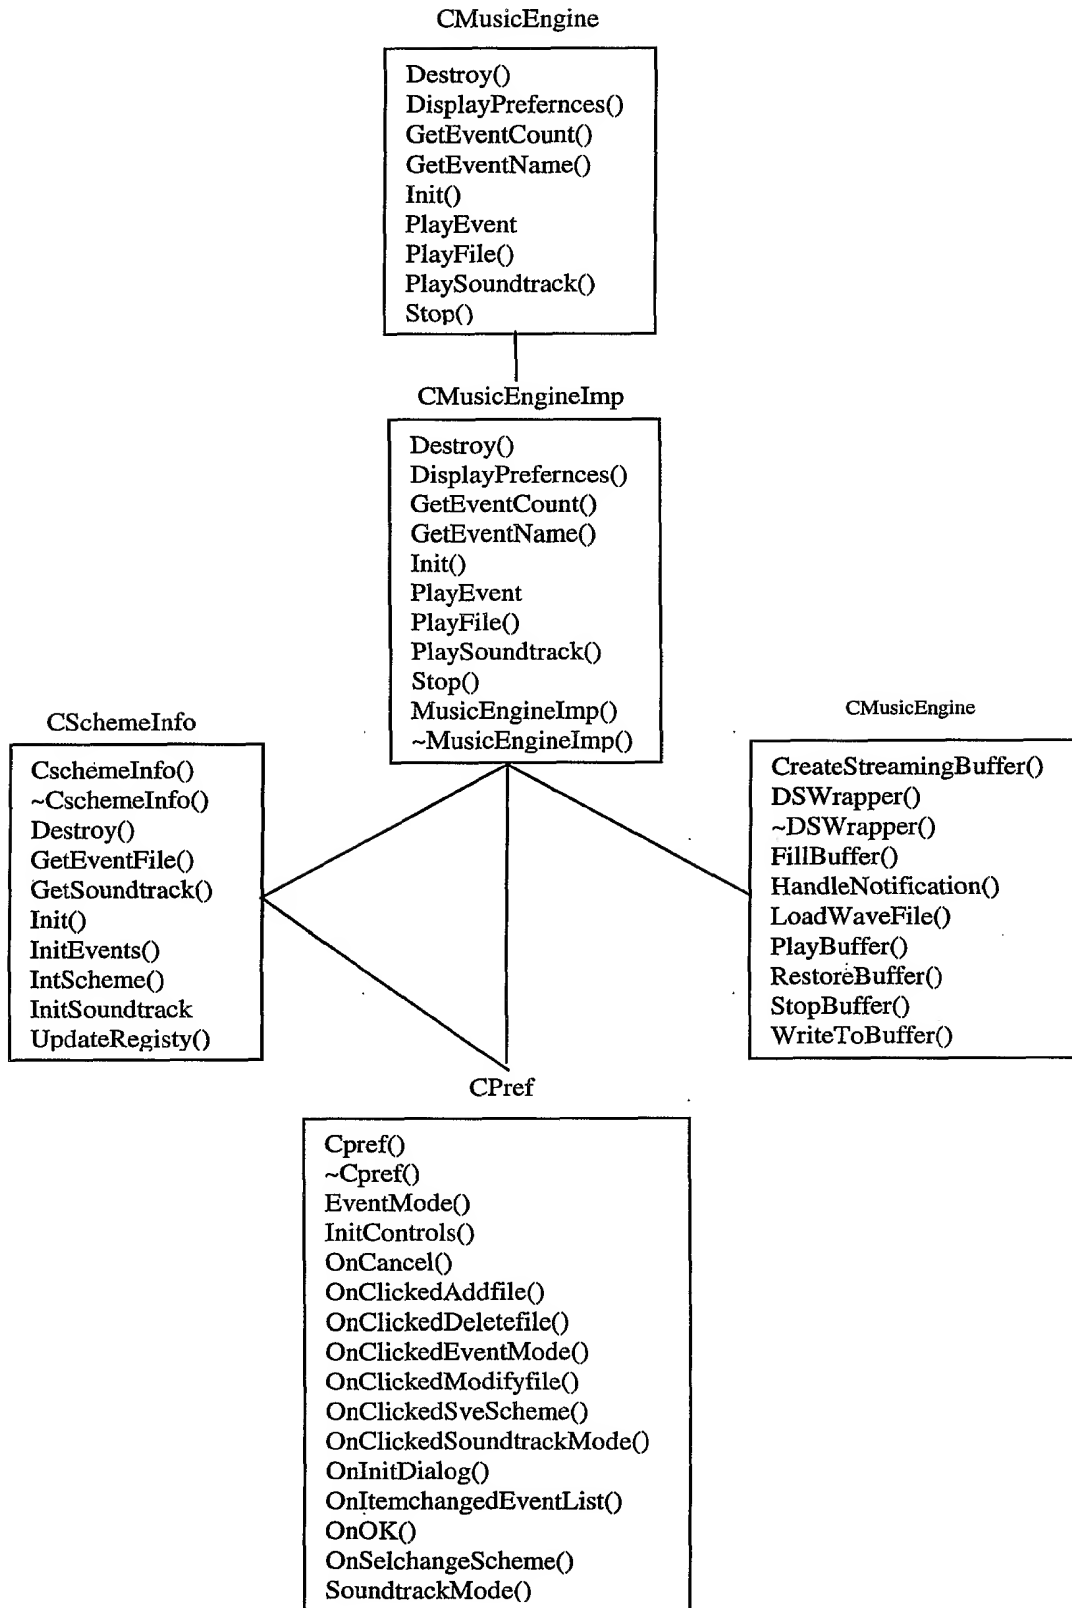 CMusicEngine
Destroy()
DisplayPrefernces()
GetEventCount()
GetEventName()
Init()
PlayEvent
PlayFile()
PlaySoundtrack()
Stop()
CMusicEngineImp
Destroy()
DisplayPrefernces()
GetEventCount()
GetEventName()
Init()
PlayEvent
PlayFile()
PlaySoundtrack()
Stop()
MusicEngineImp()
~MusicEngineImp()
CSchemeInfo
CschemeInfo()
~CschemeInfo()
Destroy()
GetEventFile()
GetSoundtrack()
Init()
InitEvents()
IntScheme()
InitSoundtrack
UpdateRegisty()
CMusicEngine
CreateStreamingBuffer()
DSWrapper()
~DSWrapper()
FillBuffer()
HandleNotification()
LoadWaveFile()
PlayBuffer()
RestoreBuffer()
StopBuffer()
WriteToBuffer()
CPref
Cpref()
~Cpref()
EventMode()
InitControls()
OnCancel()
OnClickedAddfile()
OnClickedDeletefile()
OnClickedEventMode()
OnClickedModifyfile()
OnClickedSveScheme()
OnClickedSoundtrackMode()
OnInitDialog()
OnItemchangedEventList()
OnOK()
OnSelchangeScheme()
SoundtrackMode()